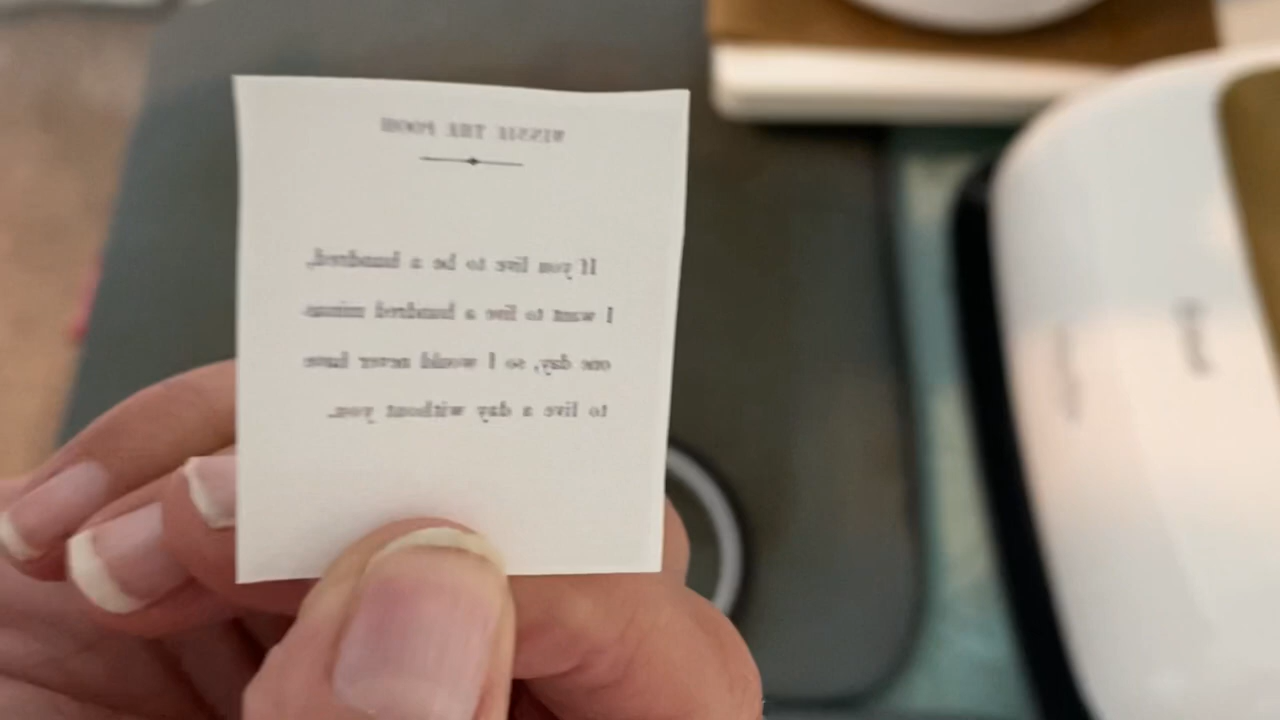 WINNIE THE POOH
If you live to be a hundred,
I want to live a hundred minus
one day, so I would never have
to live a day without you.